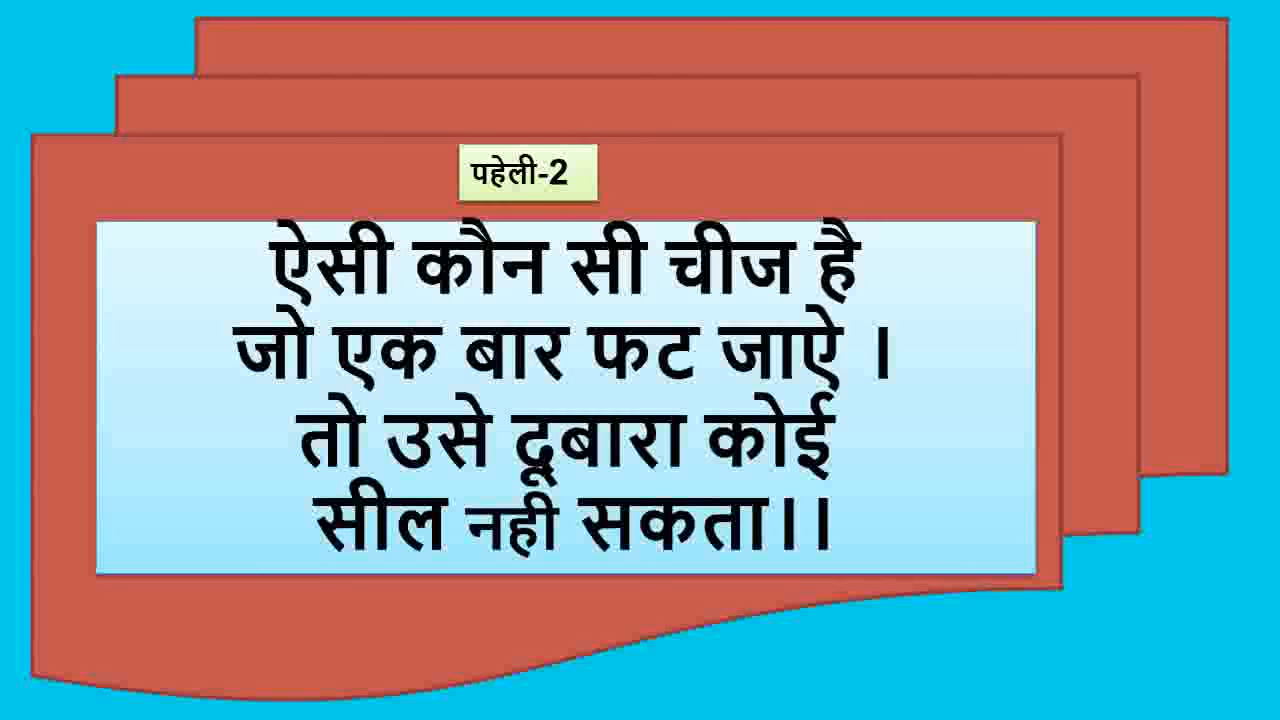 पहेली-2
ऐसी कौन सी चीज है
जो एक बार फट जाऐ ।
तो उसे दूबारा कोई
सील नही सकता।।